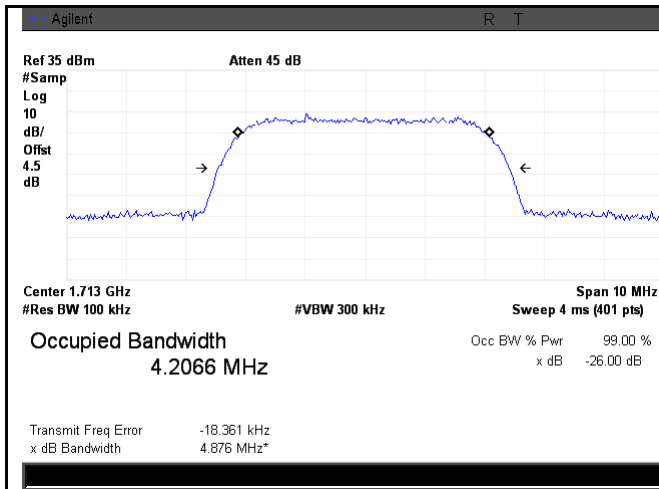 Agilent R T
Ref 35 dBm Atten 45 dB
#Samp
Log
10
dB/
Offst
4.5
dB
Center 1.713 GHz Span 10 MHz
#Res BW 100 kHz #VBW 300 kHz Sweep 4 ms (401 pts)
Occupied Bandwidth Occ BW % Pwr 99.00 %
4.2066 MHz x dB -26.00 dB
Transmit Freq Error -18.361 kHz
x dB Bandwidth 4.876 MHz*